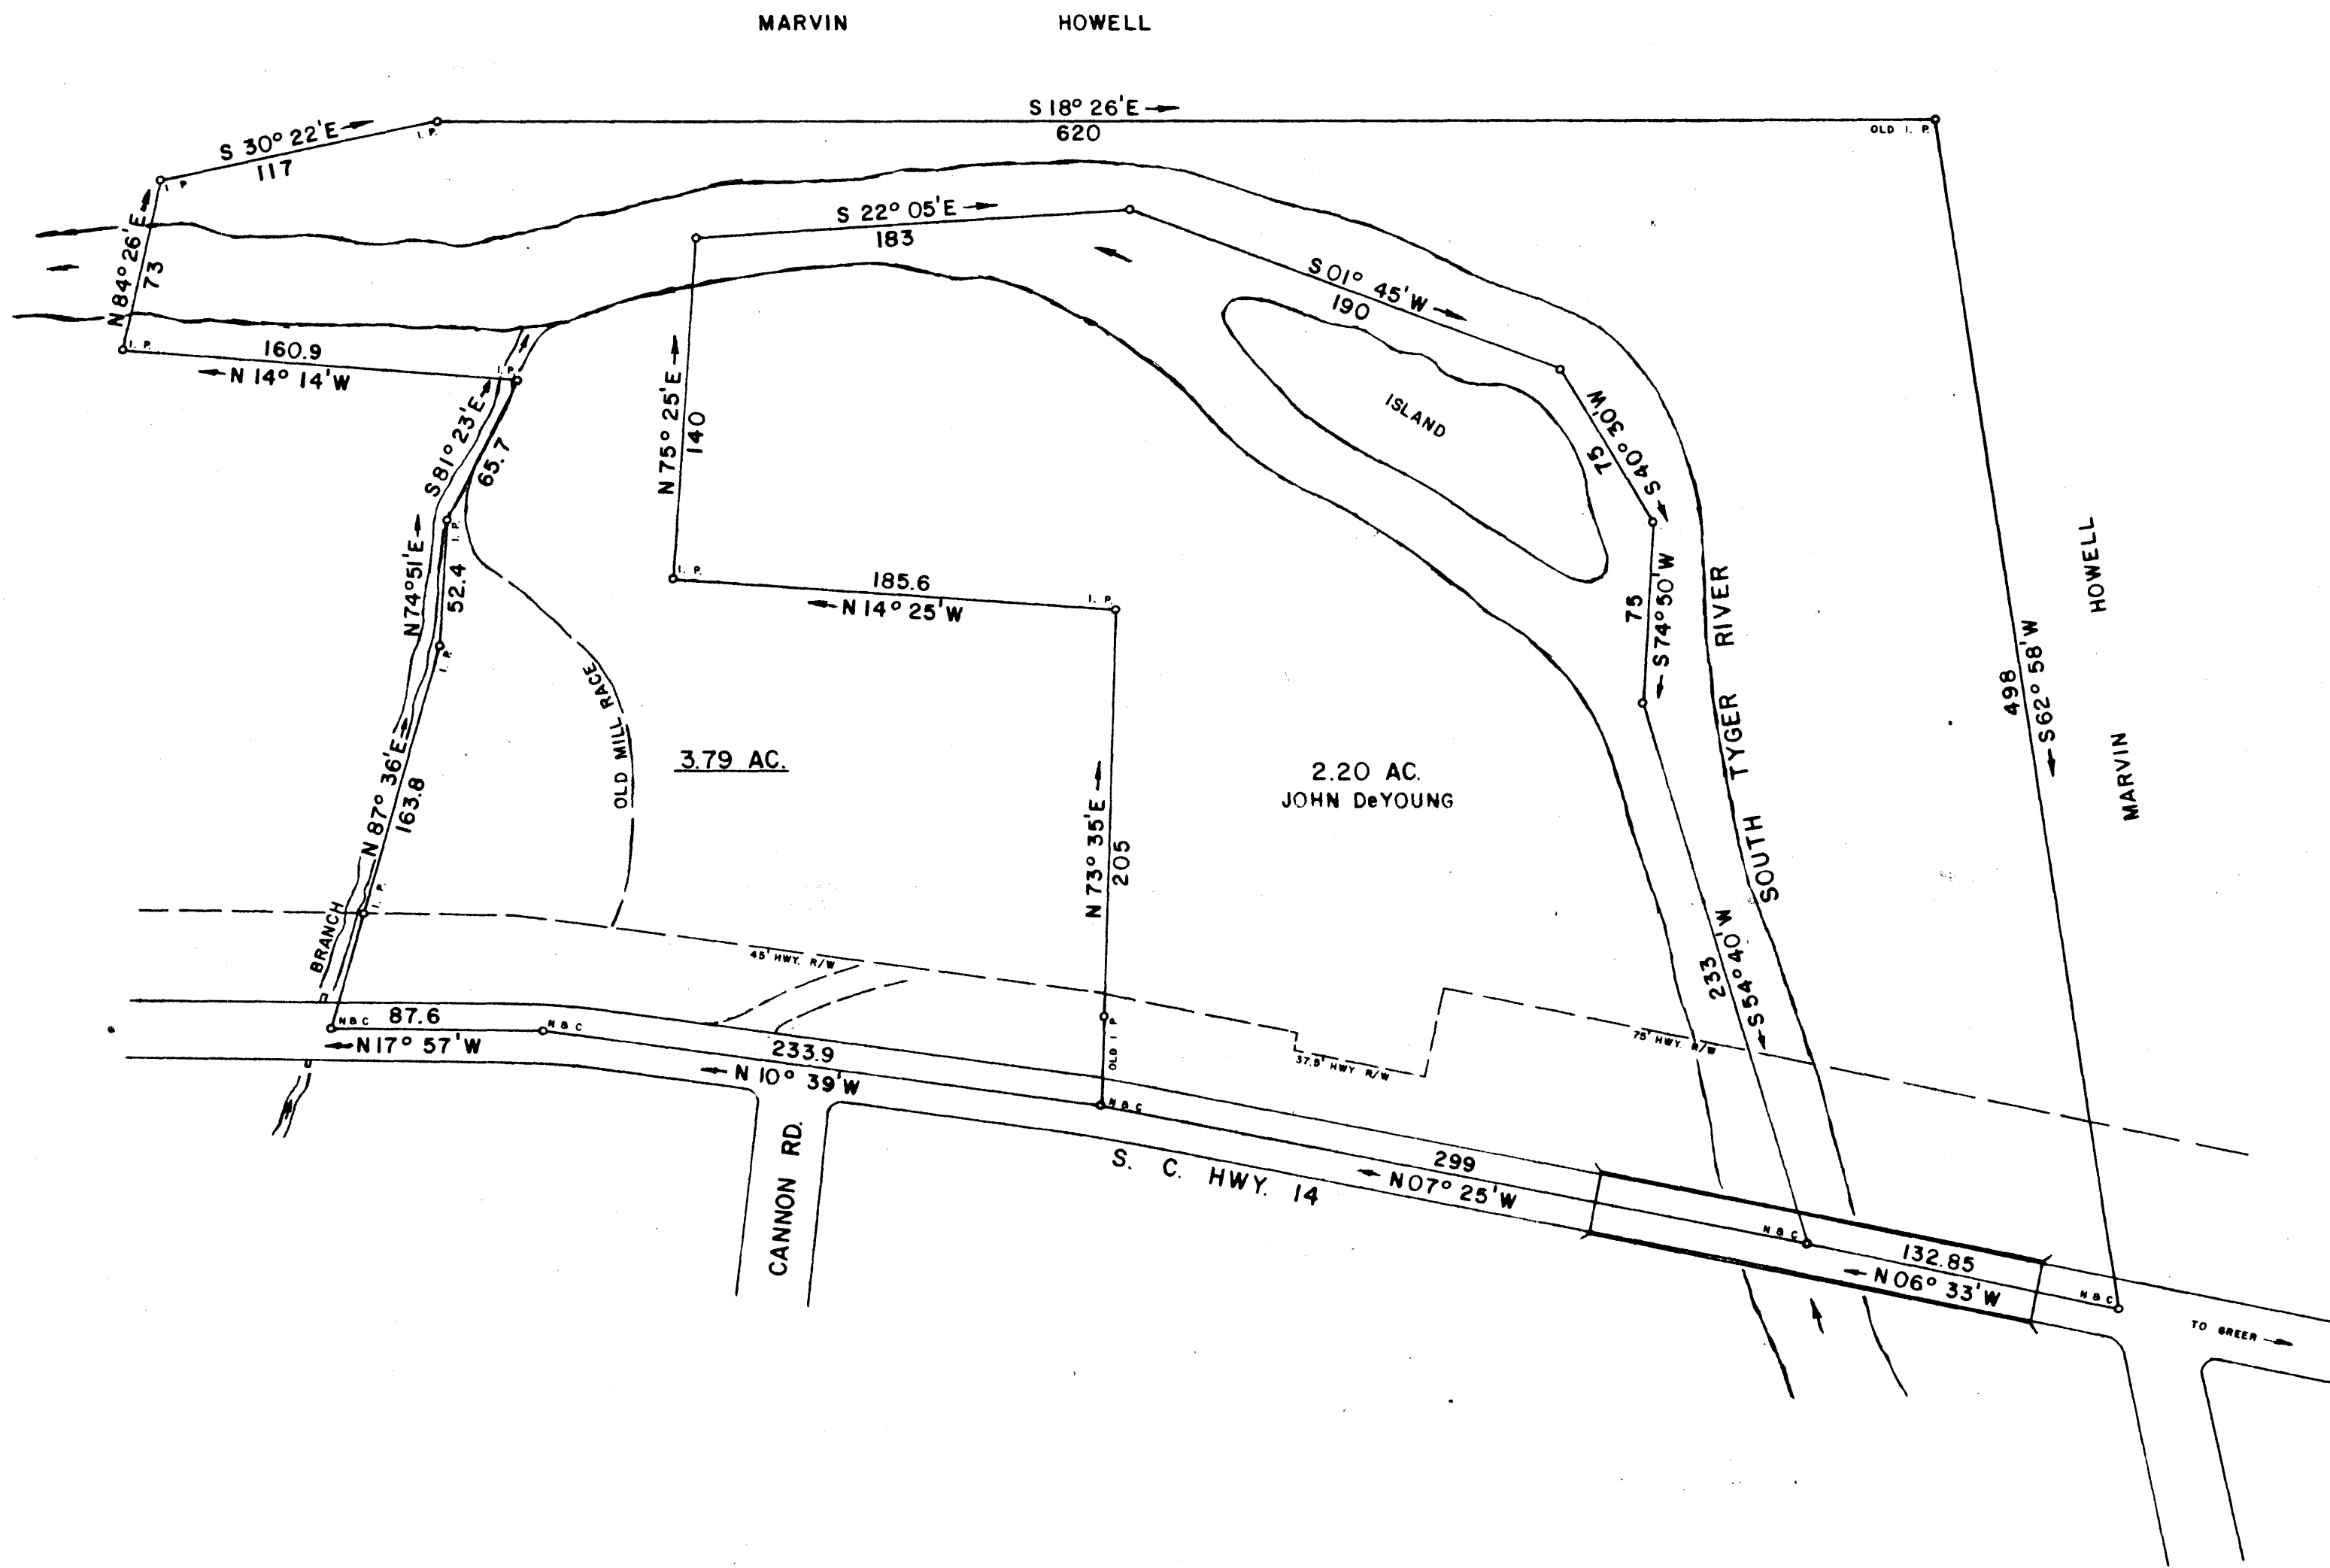 MARVIN HOWELL
S 18° 26' E
620
OLD I. P.
S 30° 22' E
117
I. P.
I. P
N 84° 26' E
73
I. P.
160.9
N 14° 14' W
I. P.
S 22° 05' E
183
S 01° 45' W
190
ISLAND
S 40° 30' W
75
75
S 74° 50' W
N 75° 25' E
140
S 81° 23' E
65.7
I. P.
N 74° 51' E
52.4
I. P.
I. P.
185.6
N 14° 25' W
I. P.
OLD MILL RACE
3.79 AC.
2.20 AC.
JOHN DeYOUNG
N 73° 35' E
205
SOUTH TYGER RIVER
498
S 62° 58' W
MARVIN HOWELL
N 87° 36' E
163.8
I. P.
BRANCH
45' HWY. R/W
OLD I P
37.5' HWY R/W
75' HWY. R/W
233
S 54° 40' W
N & C
87.6
N & C
N 17° 57' W
233.9
N 10° 39' W
N & C
CANNON RD.
S. C. HWY. 14
299
N 07° 25' W
N & C
132.85
N 06° 33' W
N & C
TO GREER